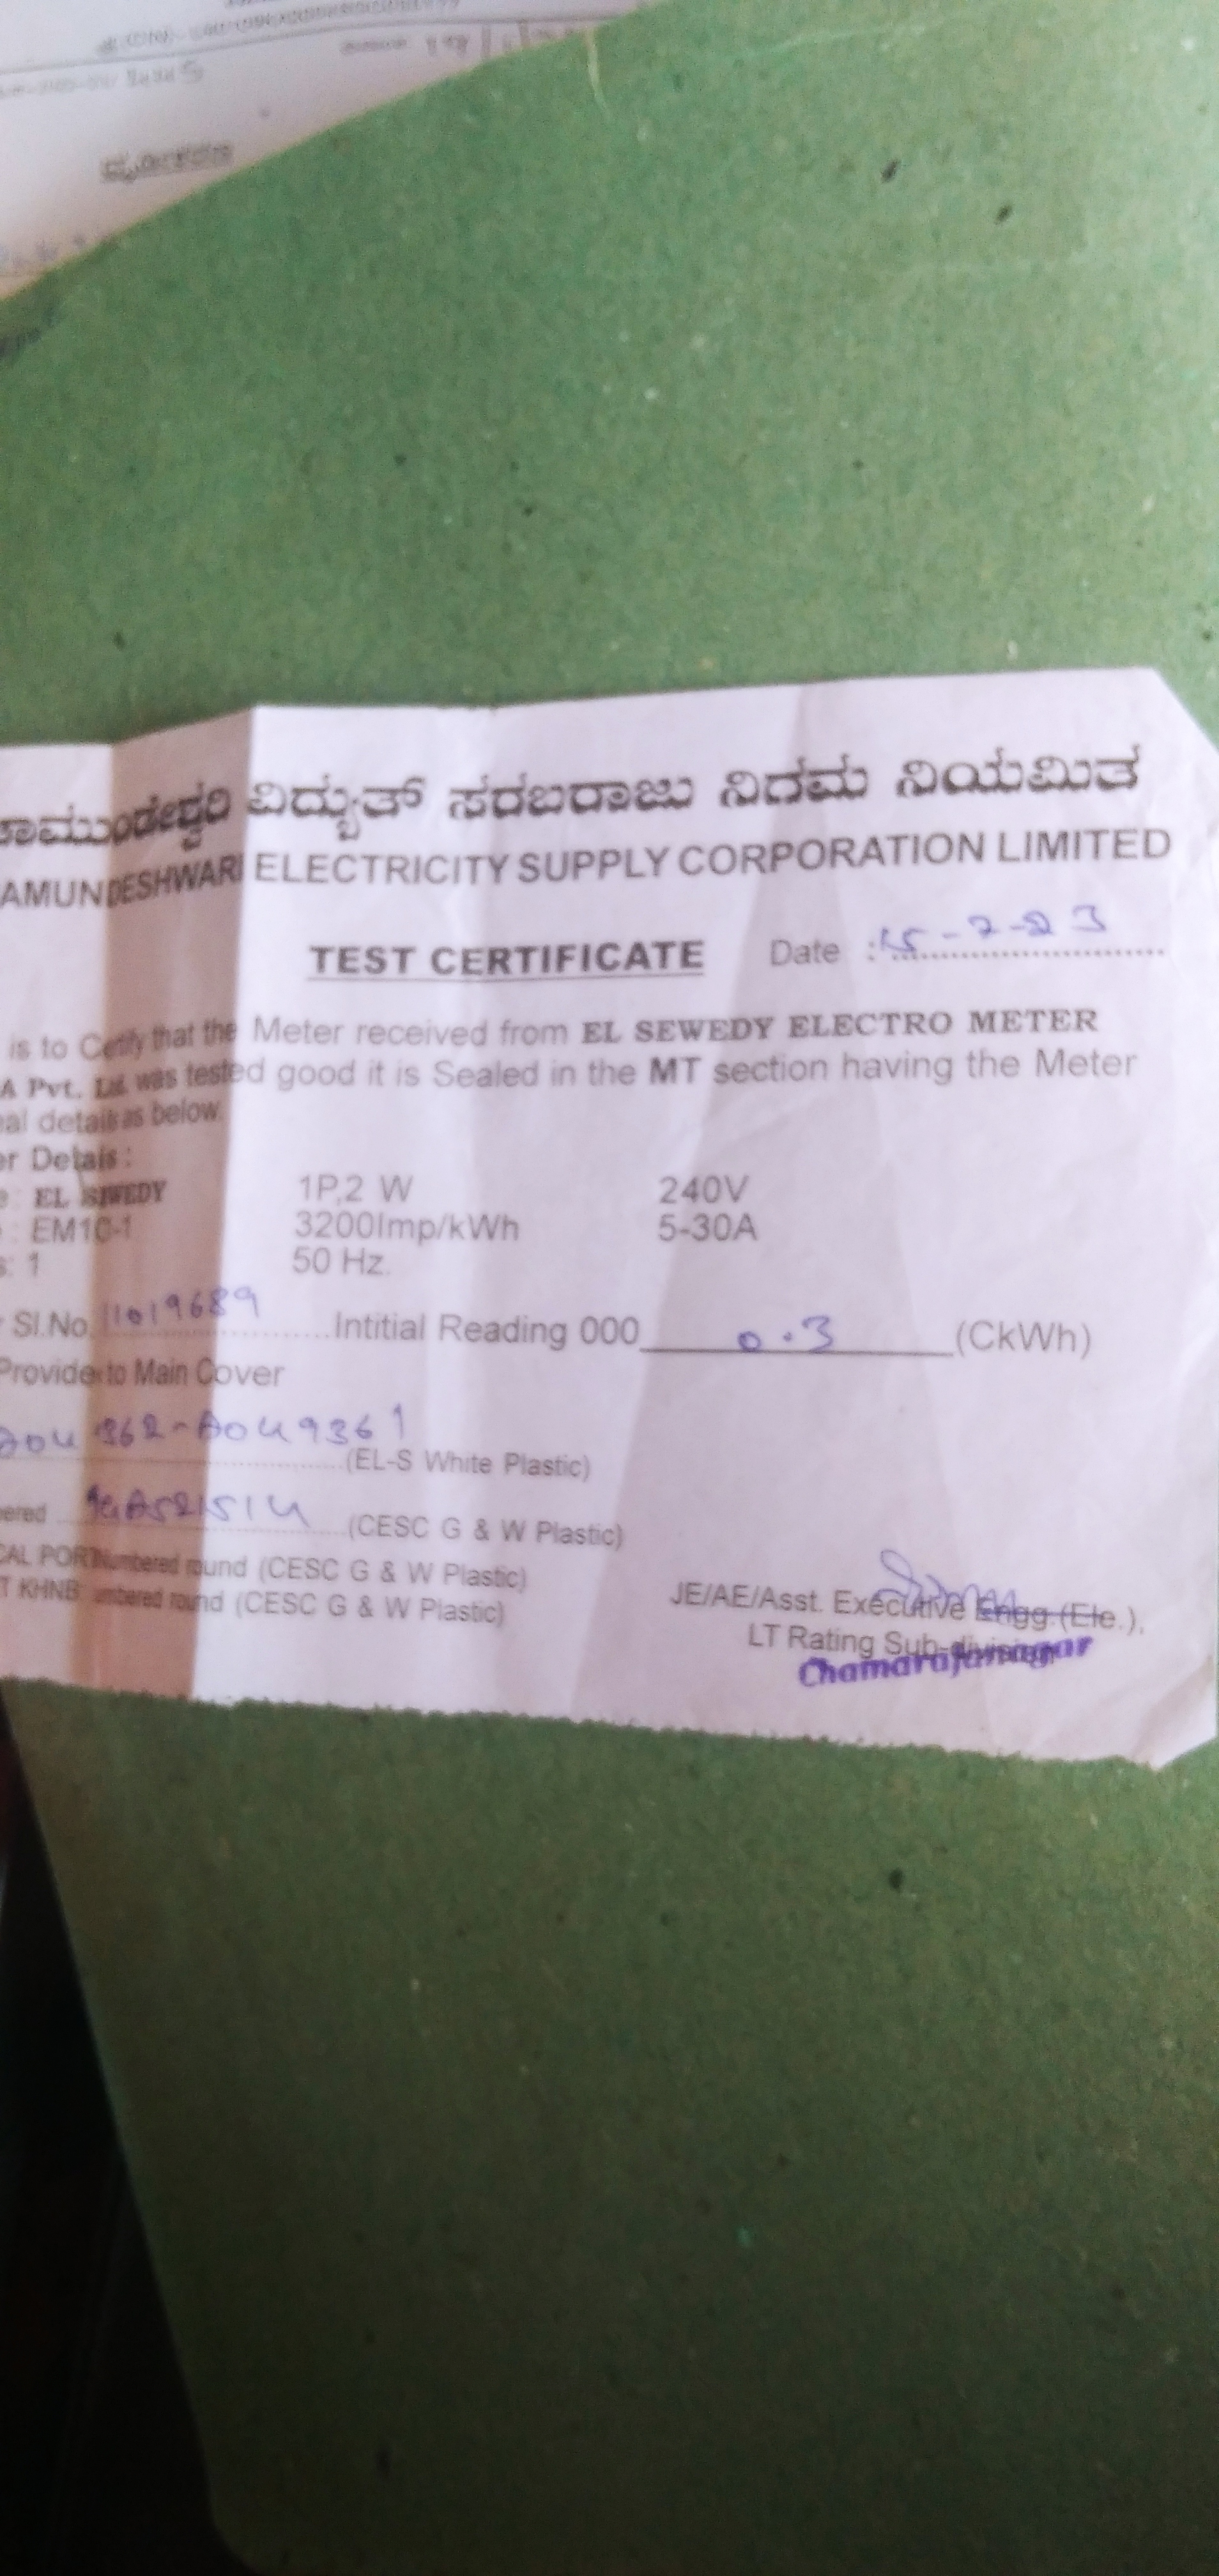 ವಿದ್ಯುತ್ ಸರಬರಾಜು ನಿಗಮ ನಿಯಮಿತ
AMUNDESHWARI ELECTRICITY SUPPLY CORPORATION LIMITED
TEST CERTIFICATE Date :15-7-23
is to Cetify that the Meter received from EL SEWEDY ELECTRO METER
A Pvt. Ltd. was tested good it is Sealed in the MT section having the Meter
al details as below
er Details :
: EL SEWEDY 1P,2 W 240V
: EM10-1 3200Imp/kWh 5-30A
s: 1 50 Hz.
Sl.No. 11019689 Intitial Reading 000 0.3 (CkWh)
Provide to Main Cover
(EL-S White Plastic)
ered (CESC G & W Plastic)
CAL PORT Numbered round (CESC G & W Plastic)
T KHNB umbered round (CESC G & W Plastic)
JE/AE/Asst. Executive Engg.(Ele.),
LT Rating Sub-division
Chamarajanagar